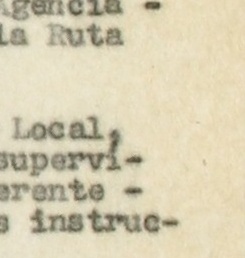 Agencia -
la Ruta
Local,
supervi-
erente -
s instruc-